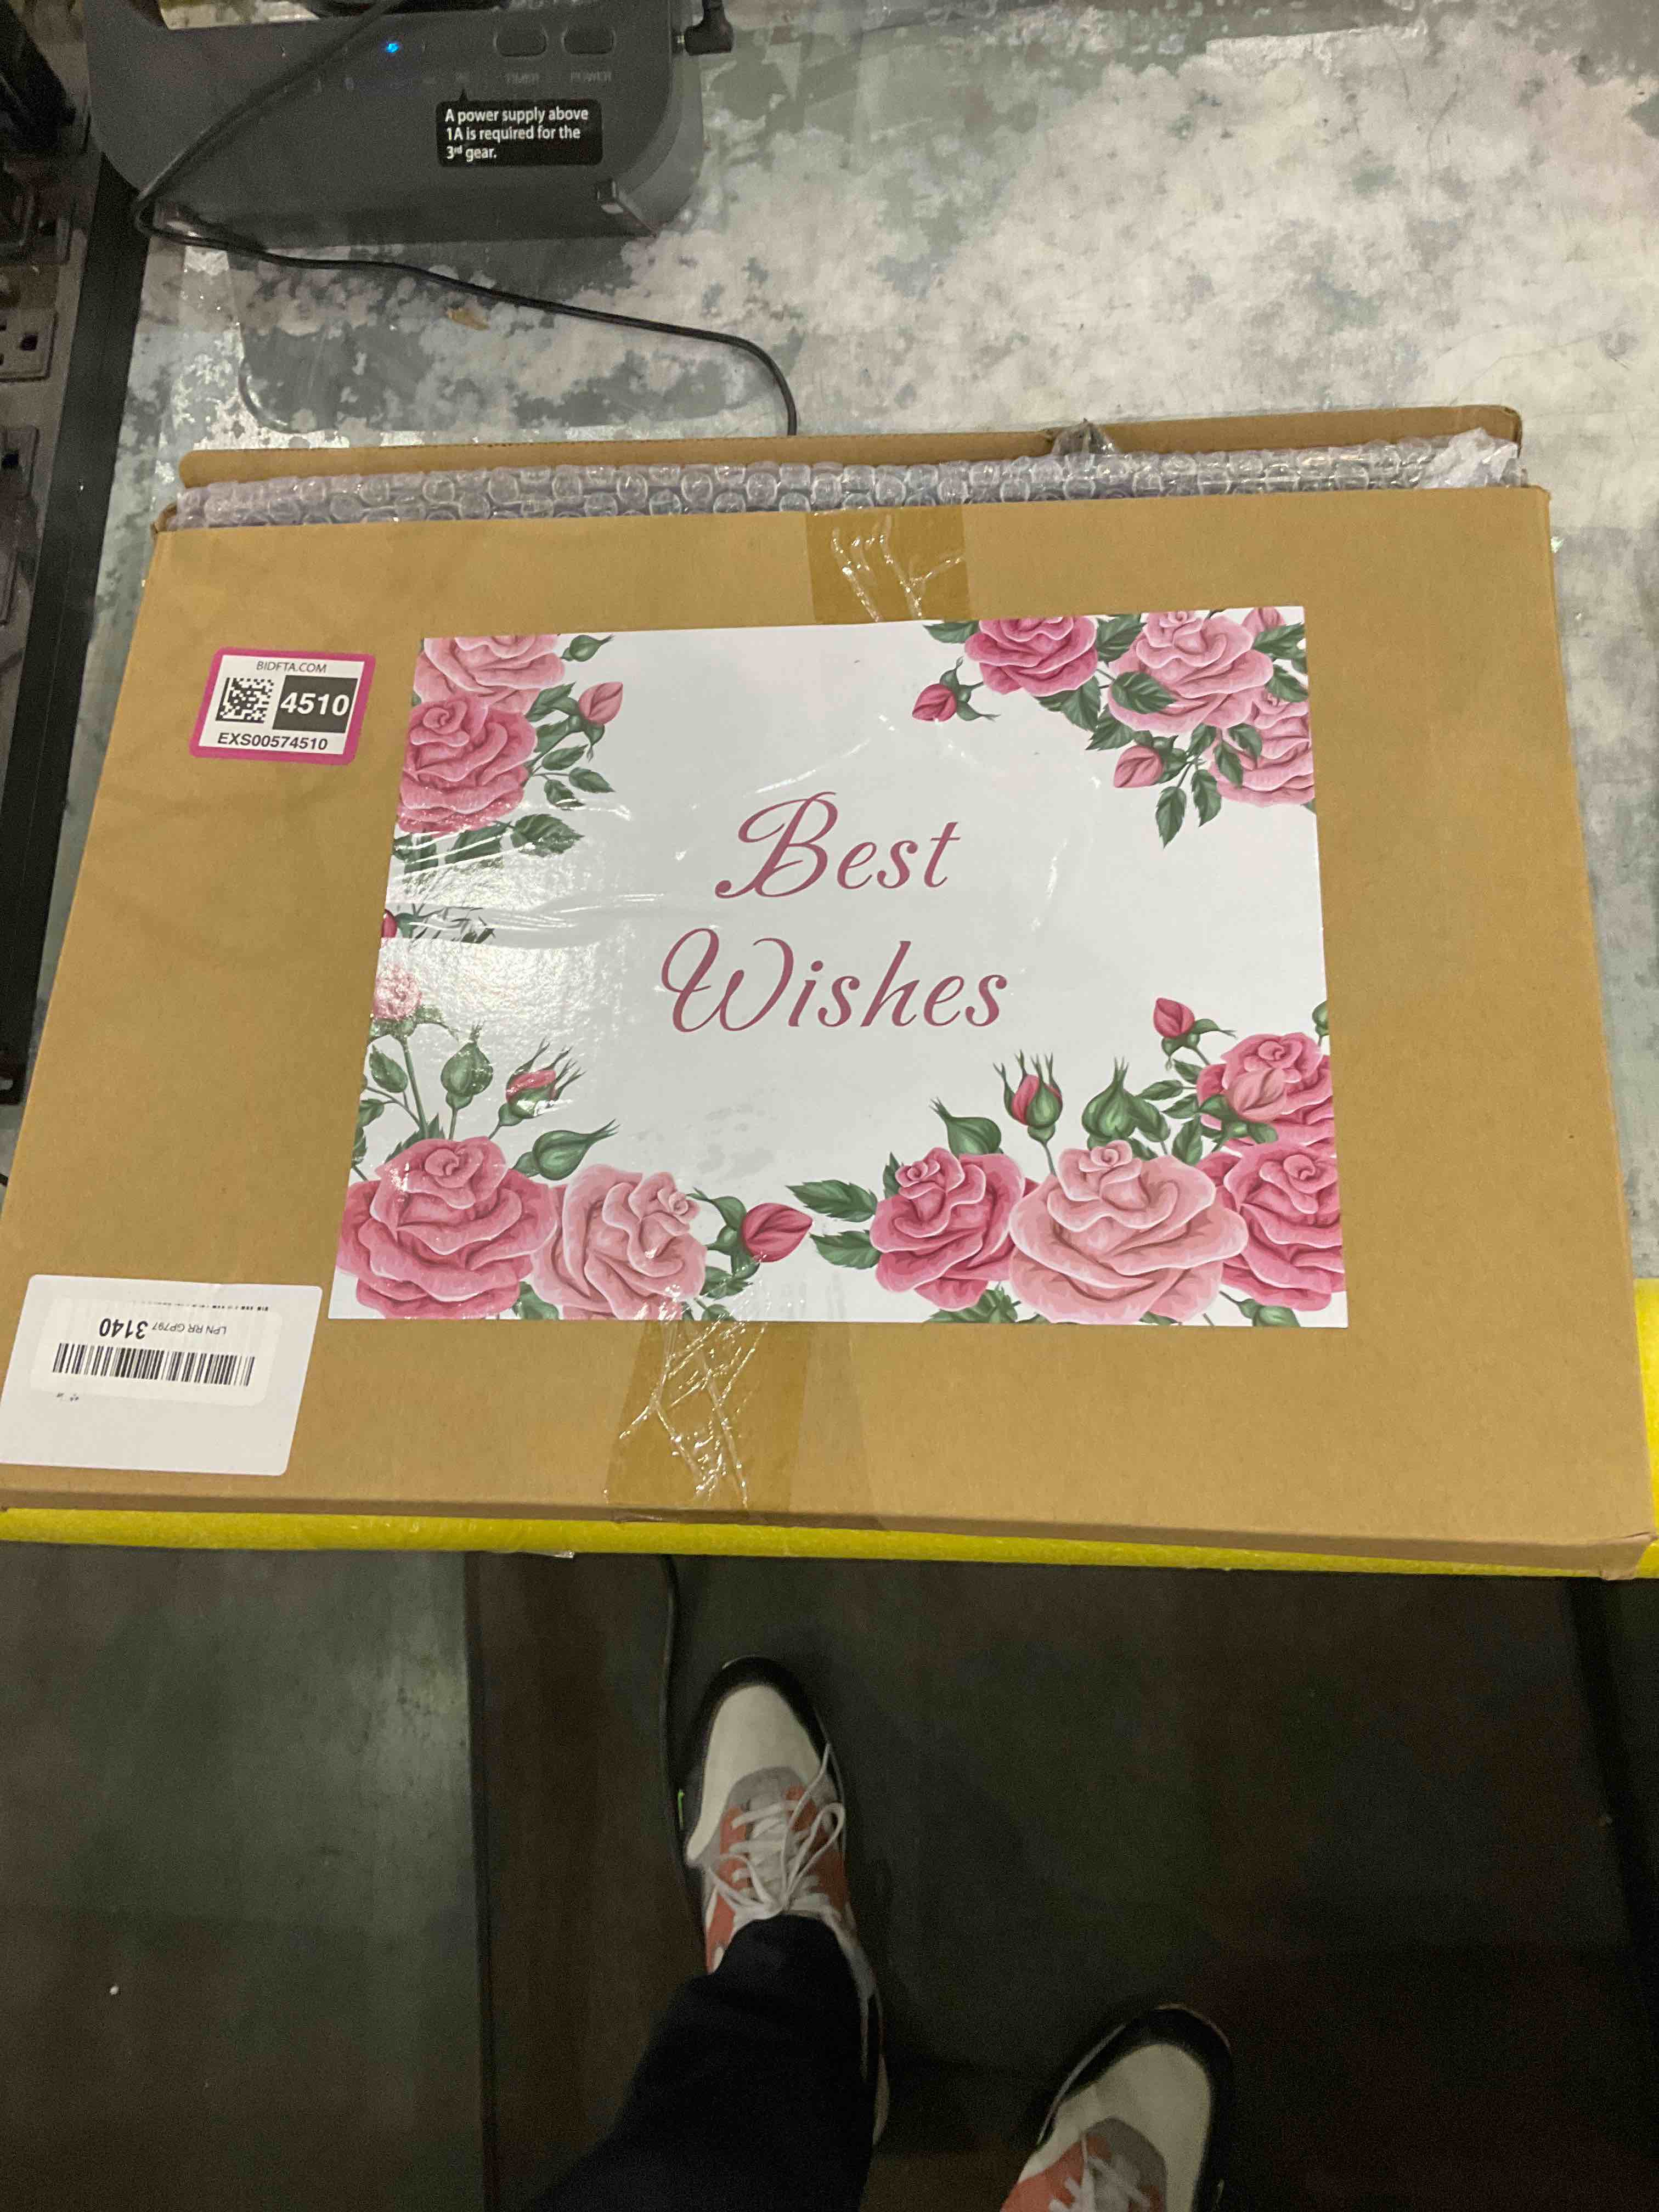 TIMER POWER
A power supply above
1A is required for the
3rd gear.
BIDFTA.COM
4510
EXS00574510
Best
Wishes
LPN RR GP797 3140